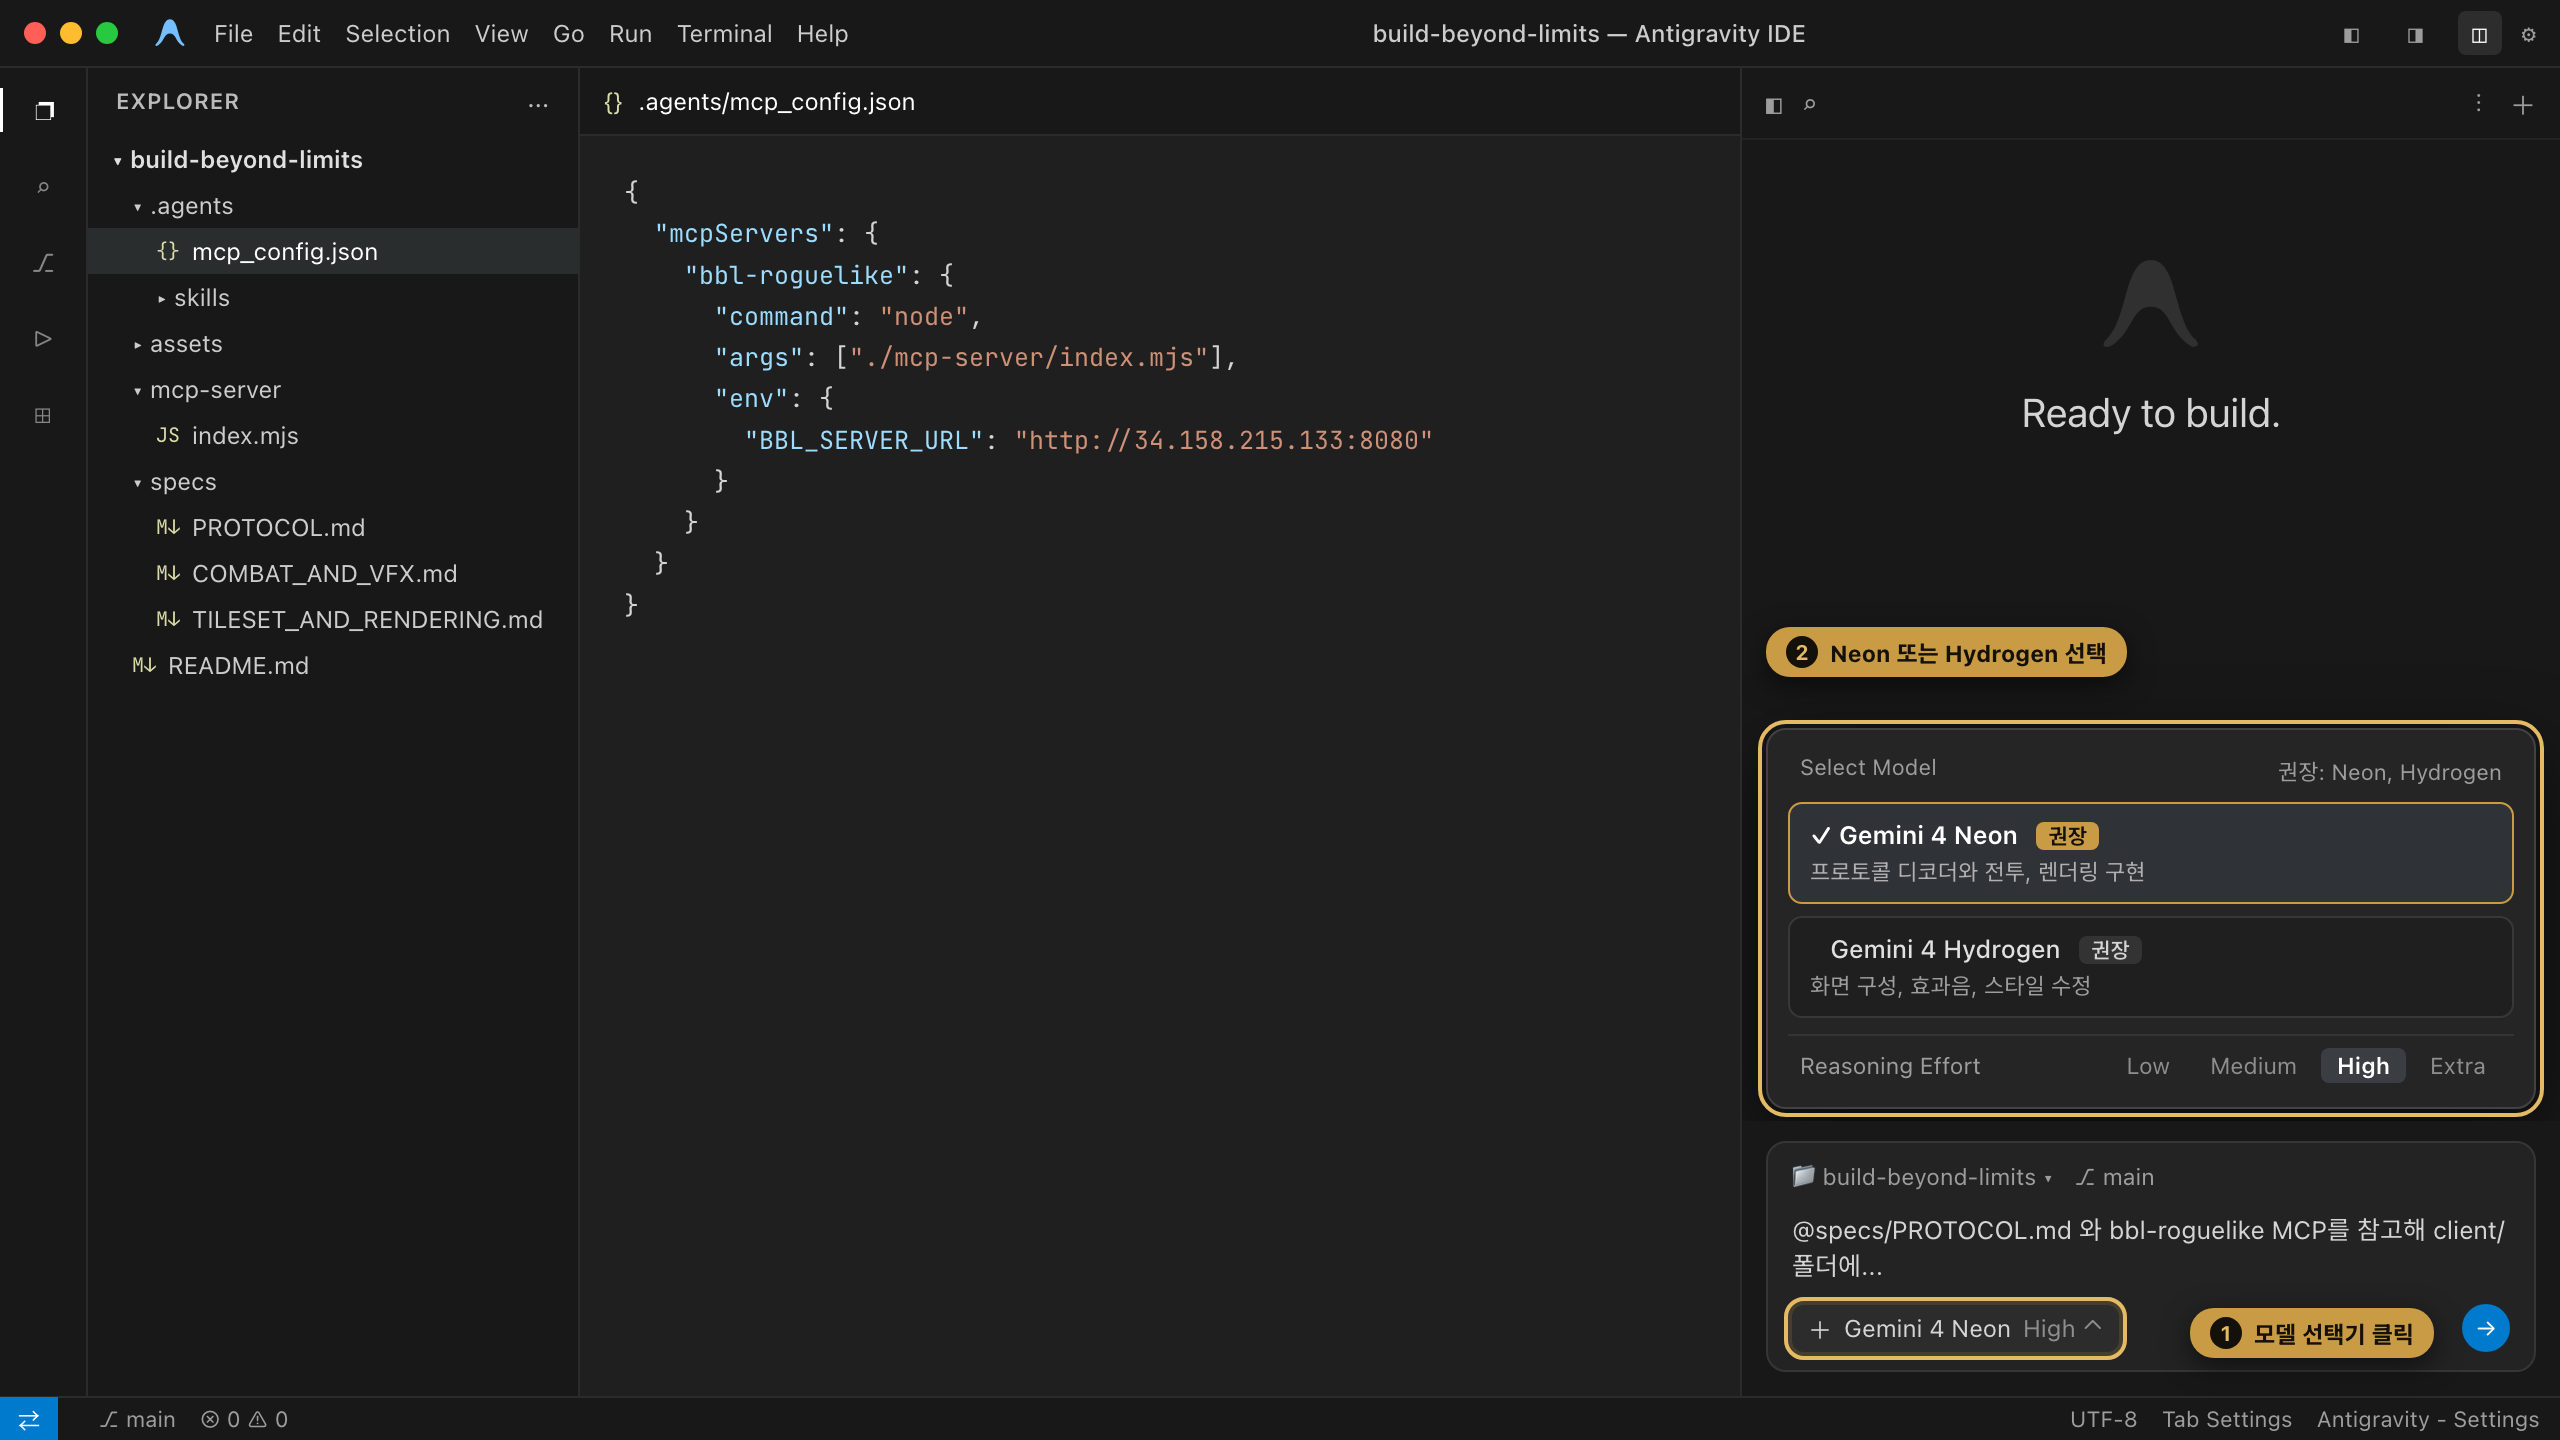 File Edit Selection View Go Run Terminal Help
build-beyond-limits — Antigravity IDE
EXPLORER
...
build-beyond-limits
.agents
{} mcp_config.json
skills
assets
mcp-server
JS index.mjs
specs
M↓ PROTOCOL.md
M↓ COMBAT_AND_VFX.md
M↓ TILESET_AND_RENDERING.md
M↓ README.md
{} .agents/mcp_config.json
{
"mcpServers": {
"bbl-roguelike": {
"command": "node",
"args": ["./mcp-server/index.mjs"],
"env": {
"BBL_SERVER_URL": "http://34.158.215.133:8080"
}
}
}
}
Ready to build.
2 Neon 또는 Hydrogen 선택
Select Model
권장: Neon, Hydrogen
✓ Gemini 4 Neon 권장
프로토콜 디코더와 전투, 렌더링 구현
Gemini 4 Hydrogen 권장
화면 구성, 효과음, 스타일 수정
Reasoning Effort Low Medium High Extra
build-beyond-limits main
@specs/PROTOCOL.md 와 bbl-roguelike MCP를 참고해 client/
폴더에...
+ Gemini 4 Neon High
1 모델 선택기 클릭
main 0 0
UTF-8 Tab Settings Antigravity - Settings